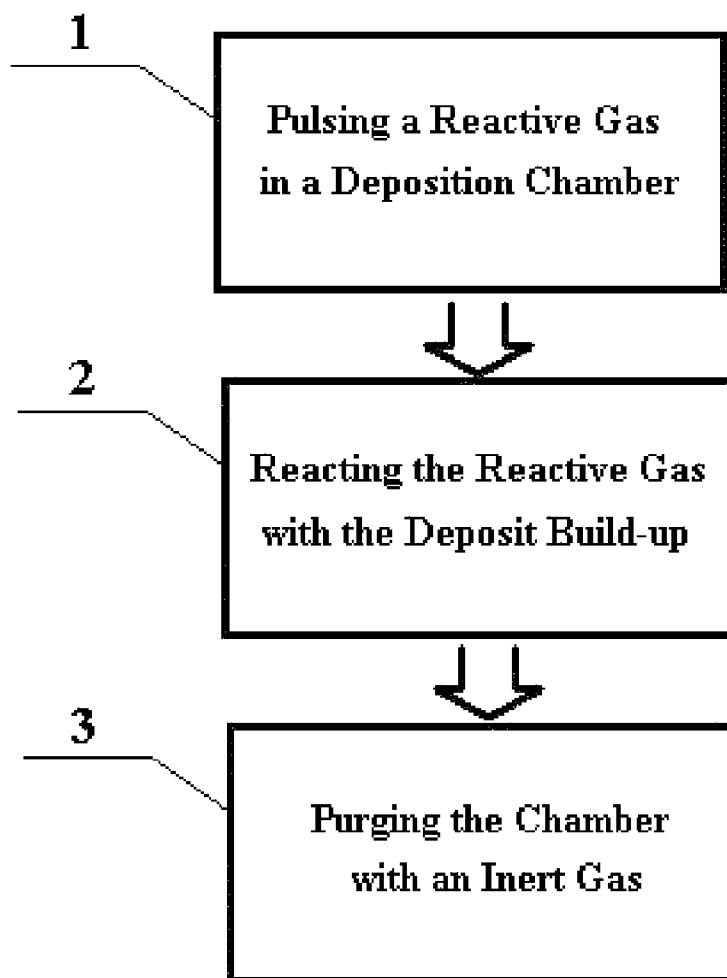 1
Pulsing a Reactive Gas
in a Deposition Chamber
2
Reacting the Reactive Gas
with the Deposit Build-up
3
Purging the Chamber
with an Inert Gas